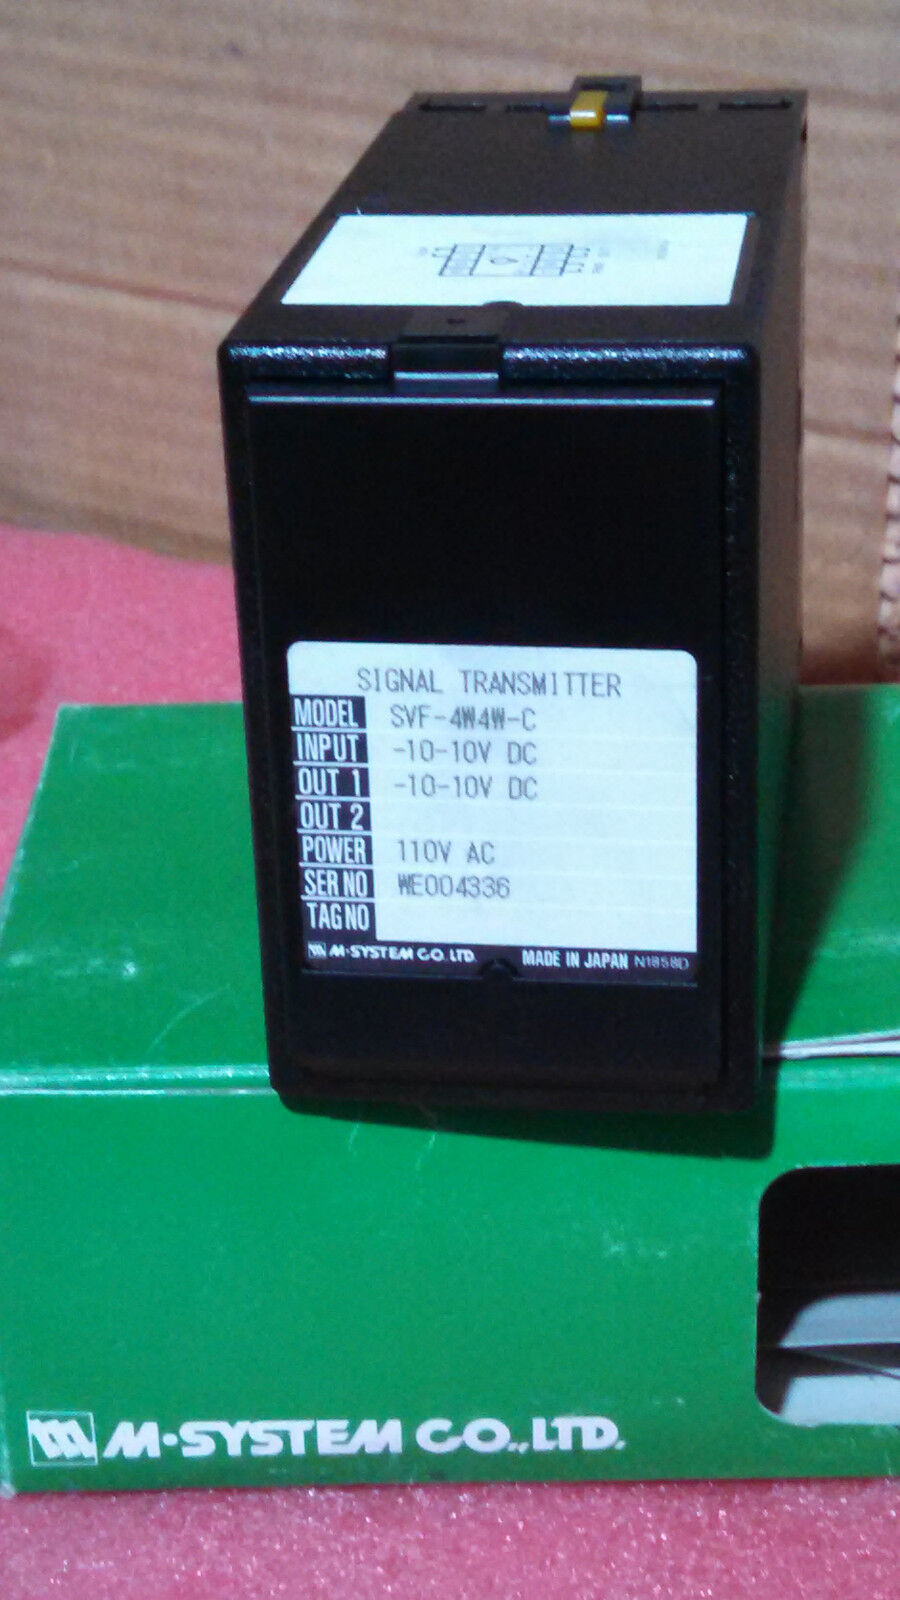 SIGNAL TRANSMITTER
MODEL SVF-4W4W-C
INPUT -10-10V DC
OUT 1 -10-10V DC
OUT 2
POWER 110V AC
SER NO WE004336
TAG NO
M-SYSTEM CO. LTD. MADE IN JAPAN N1858D
M-SYSTEM CO., LTD.